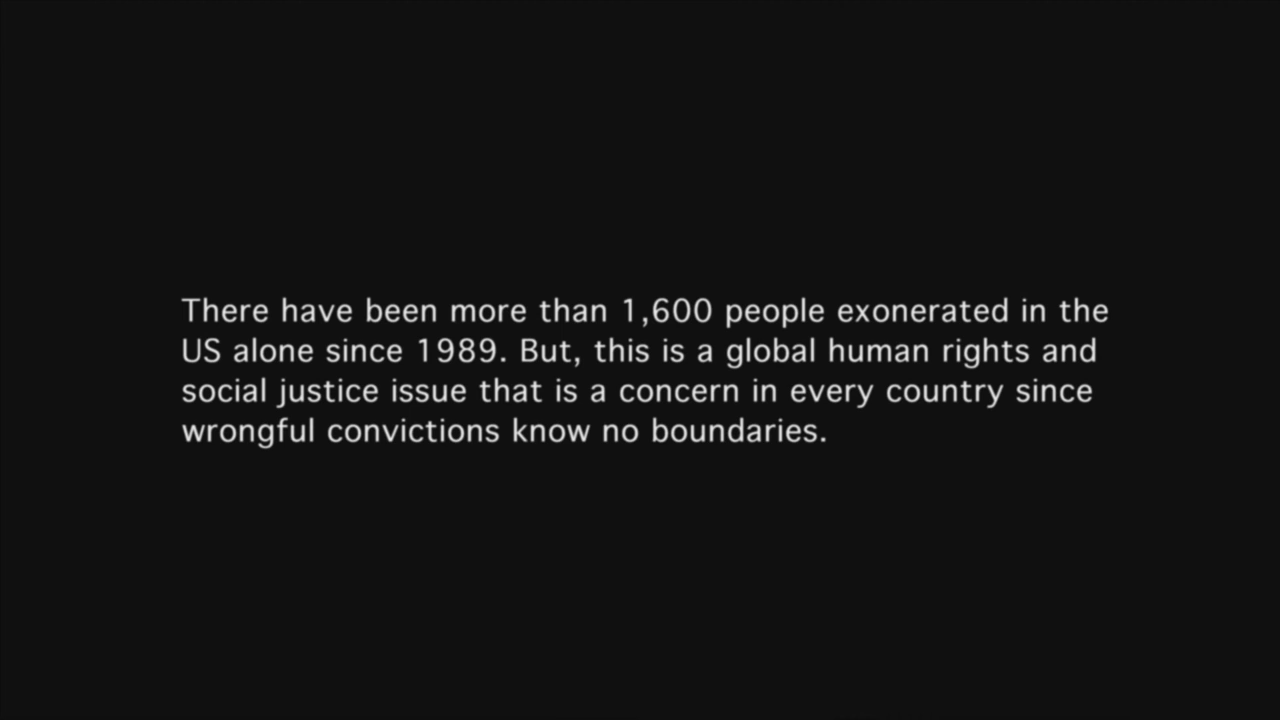 There have been more than 1,600 people exonerated in the
US alone since 1989. But, this is a global human rights and
social justice issue that is a concern in every country since
wrongful convictions know no boundaries.